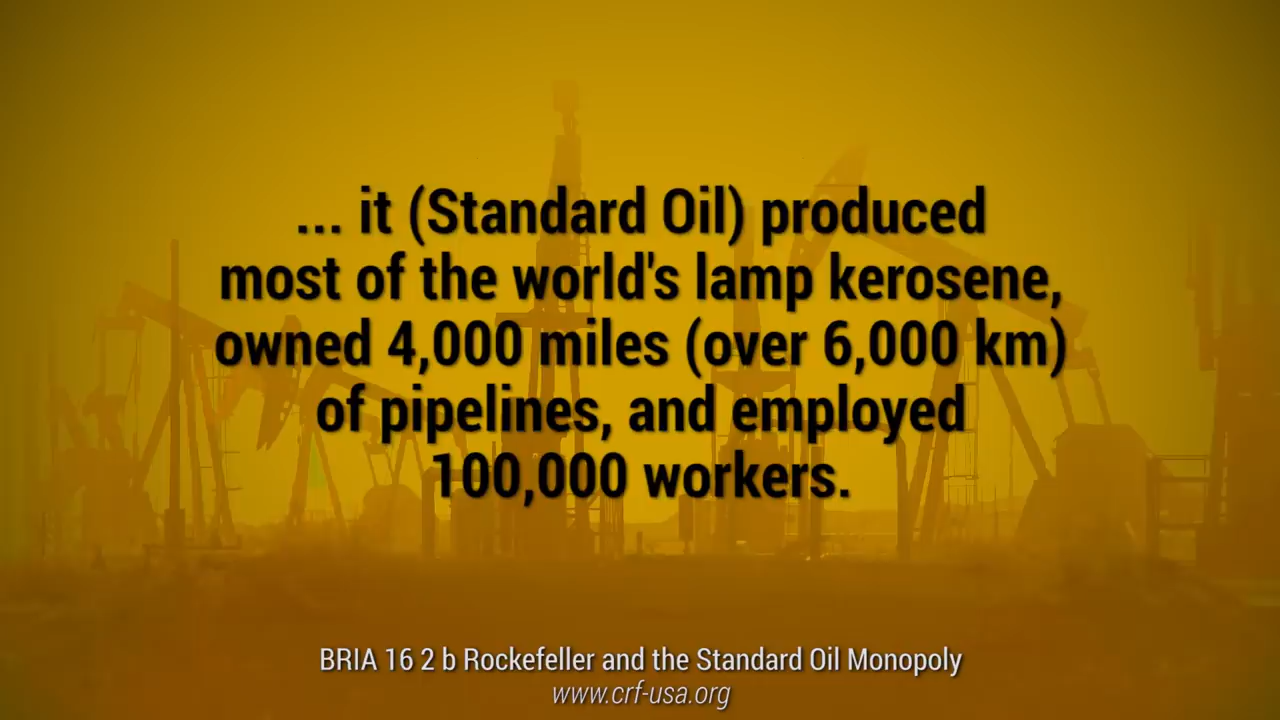 ... it (Standard Oil) produced
most of the world's lamp kerosene,
owned 4,000 miles (over 6,000 km)
of pipelines, and employed
100,000 workers.
BRIA 16 2 b Rockefeller and the Standard Oil Monopoly
www.crf-usa.org